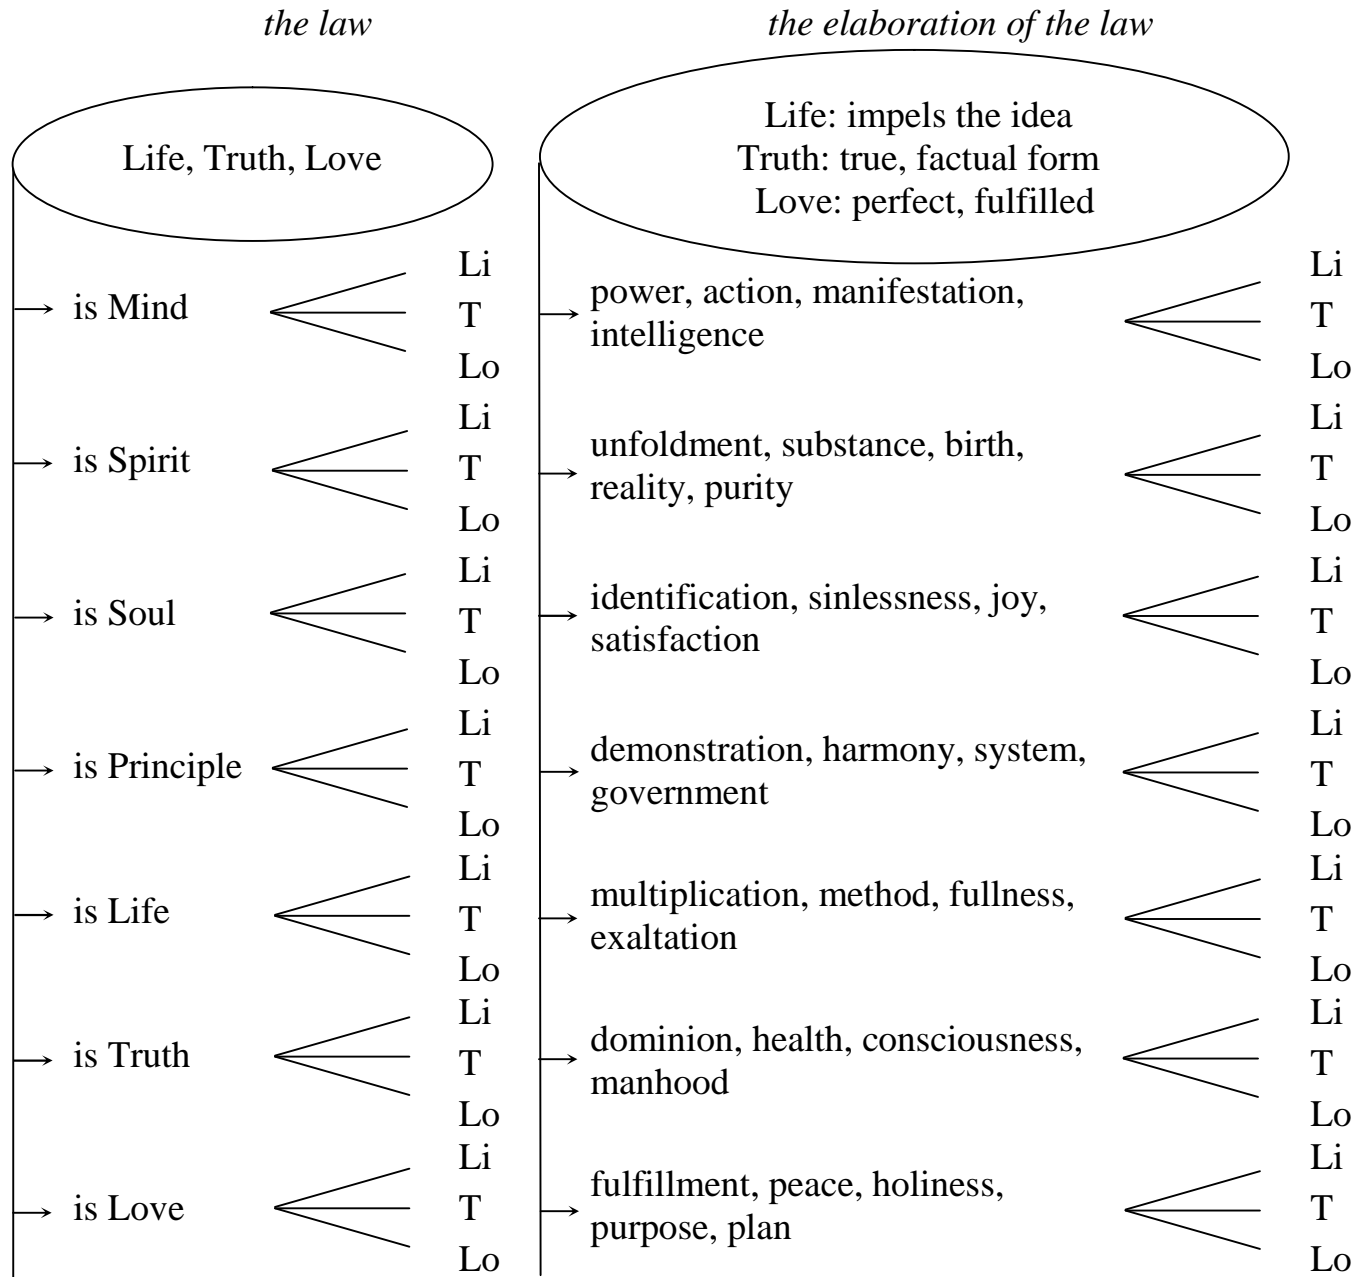 the law
the elaboration of the law
Life, Truth, Love
Life: impels the idea
Truth: true, factual form
Love: perfect, fulfilled
is Mind
Li
T
Lo
power, action, manifestation,
intelligence
Li
T
Lo
is Spirit
Li
T
Lo
unfoldment, substance, birth,
reality, purity
Li
T
Lo
is Soul
Li
T
Lo
identification, sinlessness, joy,
satisfaction
Li
T
Lo
is Principle
Li
T
Lo
demonstration, harmony, system,
government
Li
T
Lo
is Life
Li
T
Lo
multiplication, method, fullness,
exaltation
Li
T
Lo
is Truth
Li
T
Lo
dominion, health, consciousness,
manhood
Li
T
Lo
is Love
Li
T
Lo
fulfillment, peace, holiness,
purpose, plan
Li
T
Lo